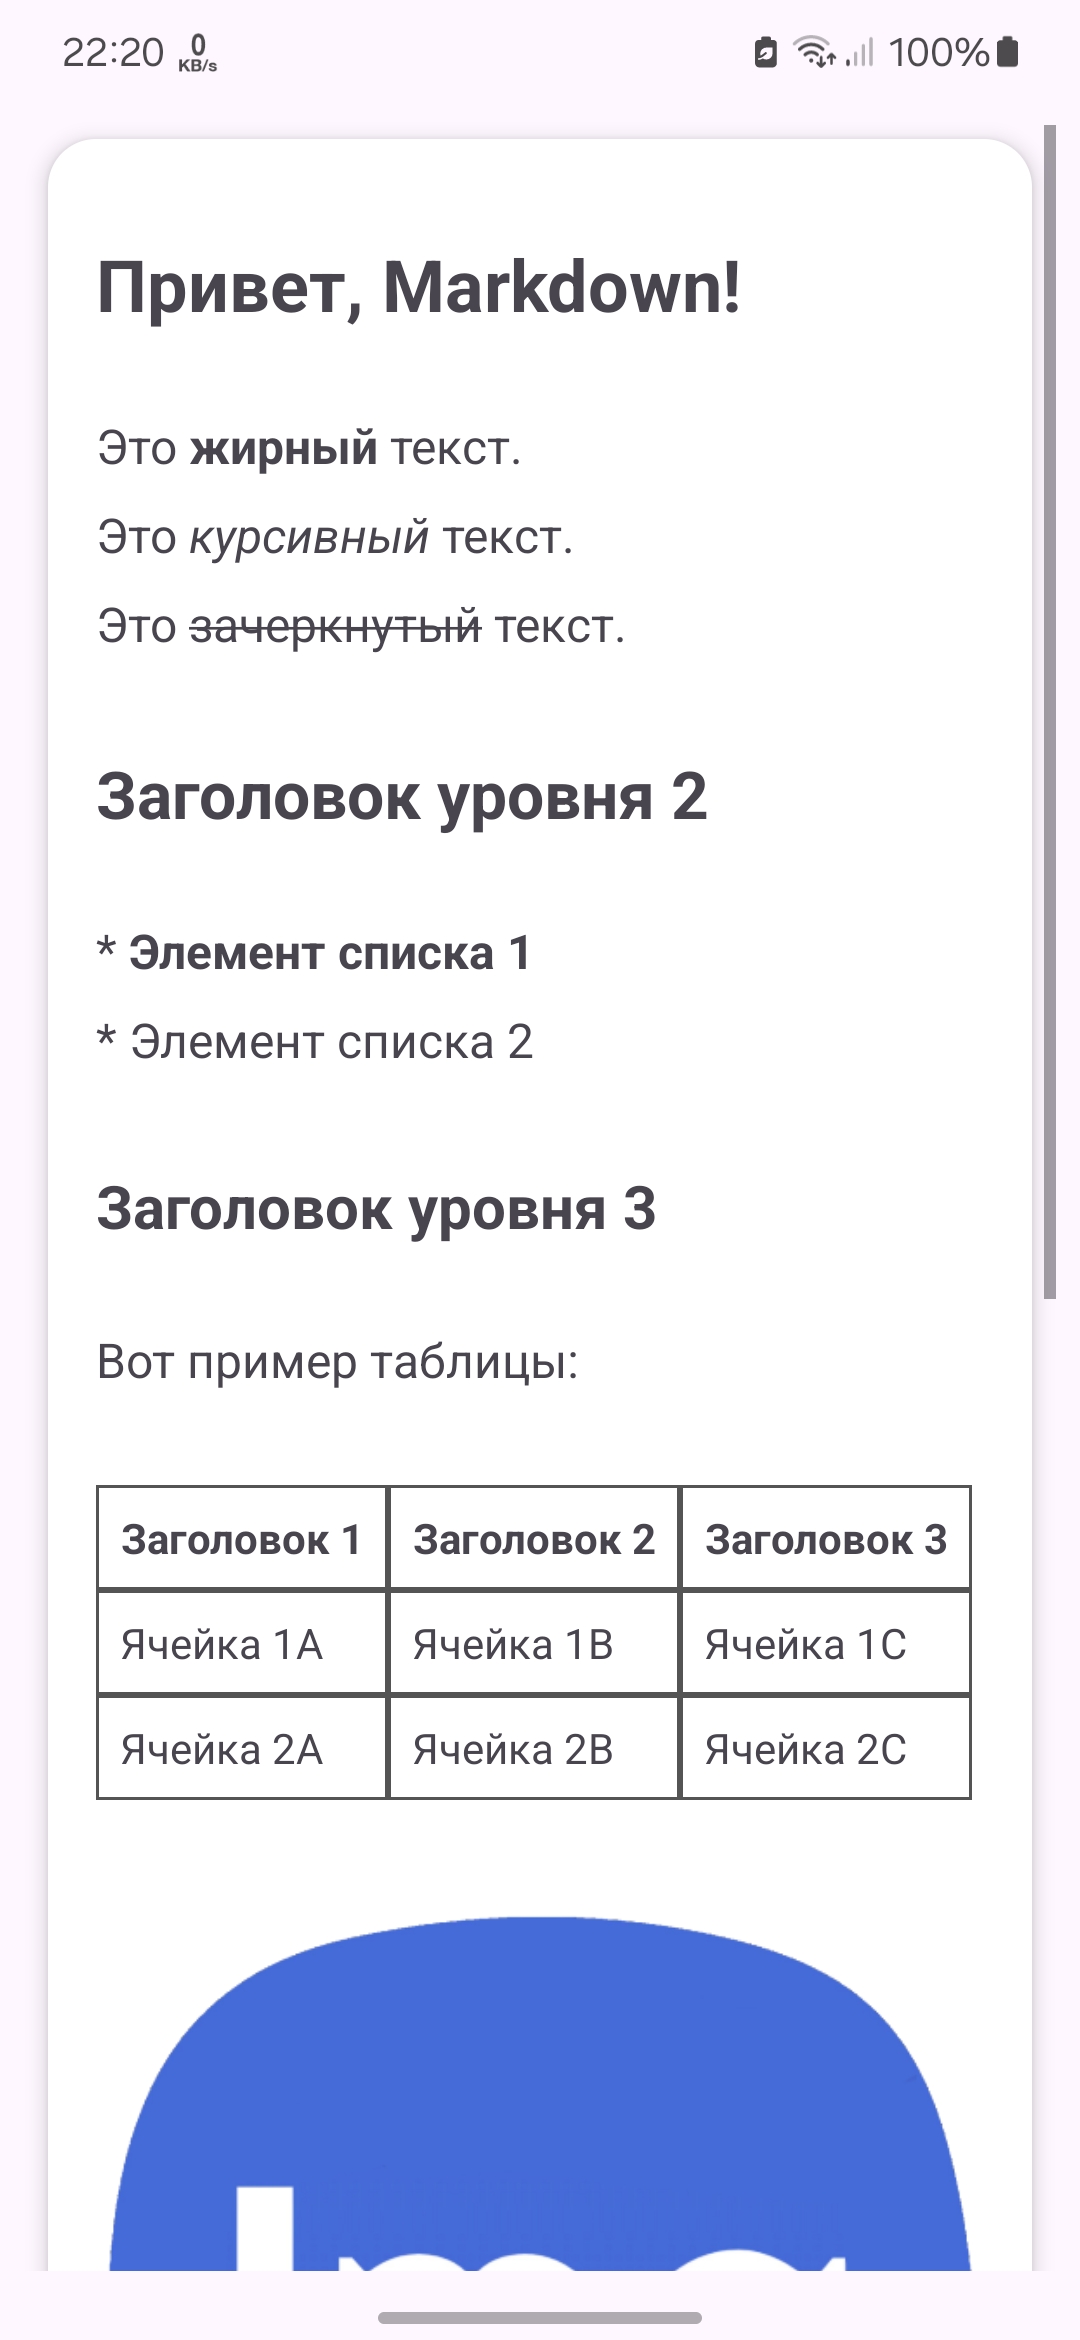 22:20 0 KB/s 100%
Привет, Markdown!
Это жирный текст.
Это курсивный текст.
Это зачеркнутый текст.
Заголовок уровня 2
* Элемент списка 1
* Элемент списка 2
Заголовок уровня 3
Вот пример таблицы:
Заголовок 1 Заголовок 2 Заголовок 3
Ячейка 1A Ячейка 1B Ячейка 1C
Ячейка 2A Ячейка 2B Ячейка 2C